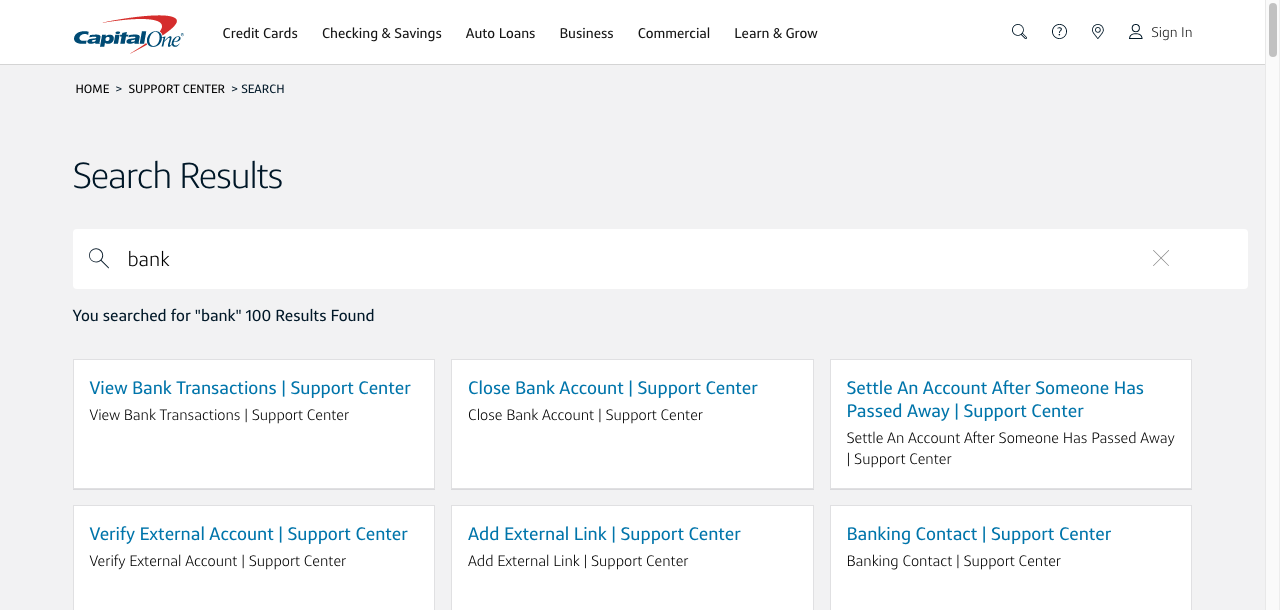 Capital One
Credit Cards Checking & Savings Auto Loans Business Commercial Learn & Grow Sign In
HOME > SUPPORT CENTER > SEARCH
Search Results
bank
You searched for "bank" 100 Results Found
View Bank Transactions | Support Center
View Bank Transactions | Support Center
Close Bank Account | Support Center
Close Bank Account | Support Center
Settle An Account After Someone Has
Passed Away | Support Center
Settle An Account After Someone Has Passed Away
| Support Center
Verify External Account | Support Center
Verify External Account | Support Center
Add External Link | Support Center
Add External Link | Support Center
Banking Contact | Support Center
Banking Contact | Support Center